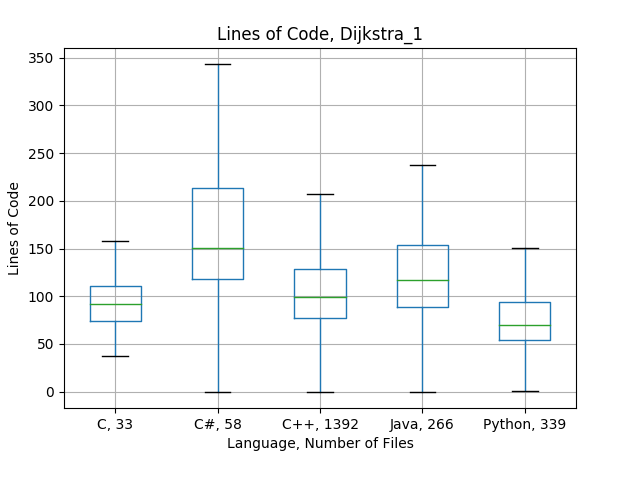 Lines of Code, Dijkstra_1
350
300
250
200
150
100
50
0
Lines of Code
C, 33 C#, 58 C++, 1392 Java, 266 Python, 339
Language, Number of Files